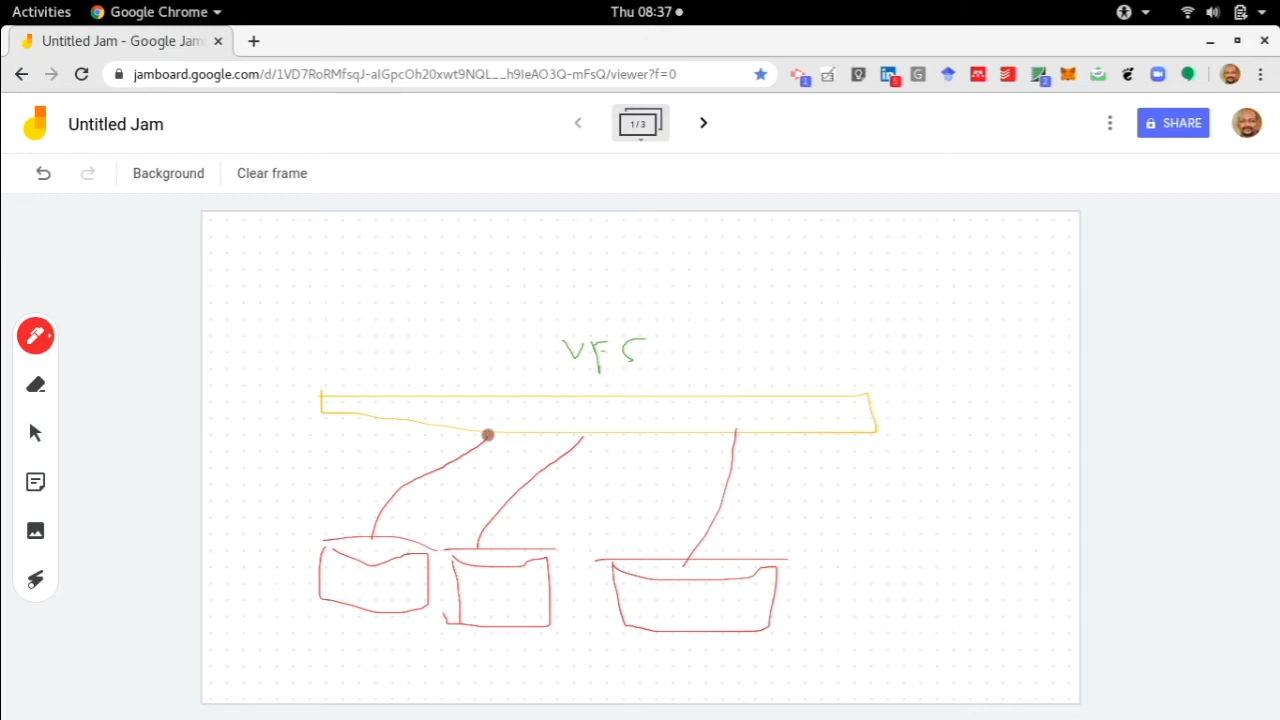 Activities Google Chrome Thu 08:37
Untitled Jam - Google Jam
jamboard.google.com/d/1VD7RoRMfsqJ-aIGpcOh20xwt9NQL__h9IeAO3Q-mFsQ/viewer?f=0
Untitled Jam 1/3 SHARE
Background Clear frame
VFS